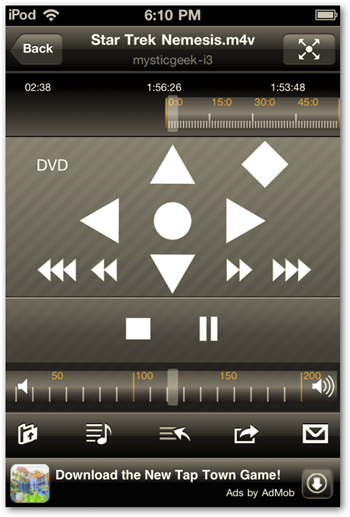 iPod 6:10 PM
Back Star Trek Nemesis.m4v
mysticgeek-i3
02:38 1:56:26 1:53:48
0:0 15:0 30:0 45:0
DVD
50 100 150 200
Download the New Tap Town Game!
Ads by AdMob